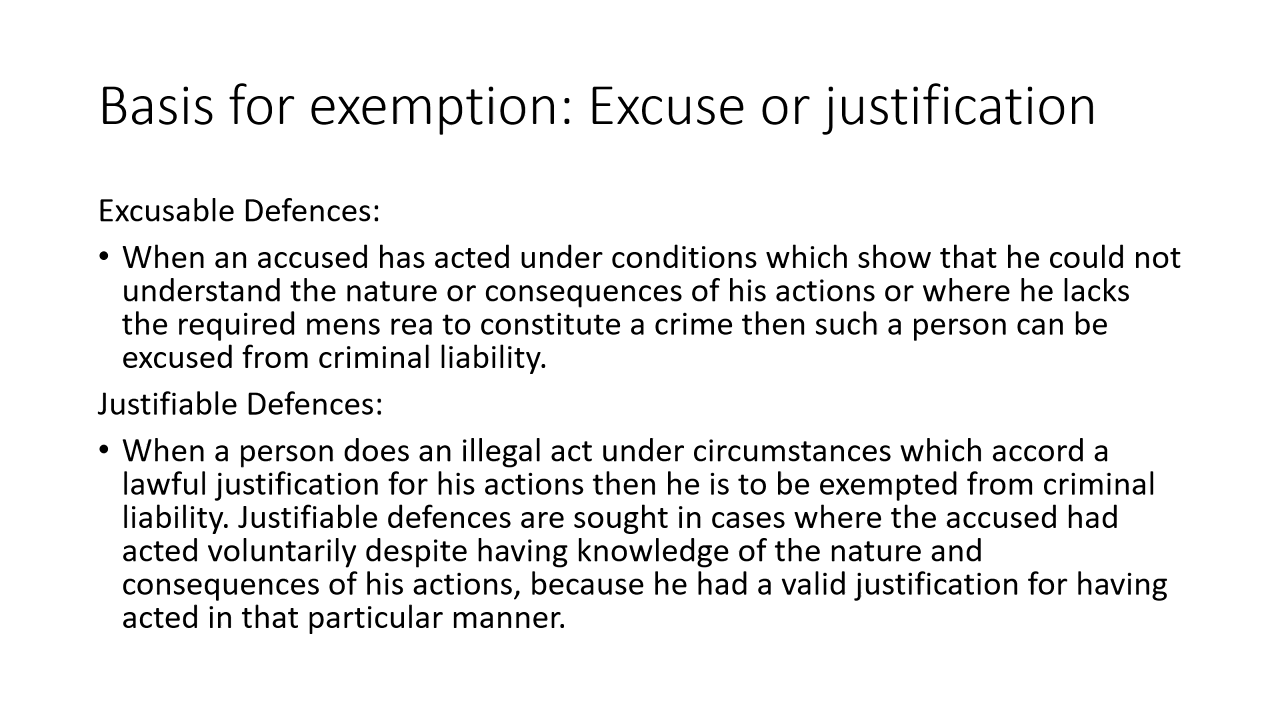 Basis for exemption: Excuse or justification
Excusable Defences:
• When an accused has acted under conditions which show that he could not
understand the nature or consequences of his actions or where he lacks
the required mens rea to constitute a crime then such a person can be
excused from criminal liability.
Justifiable Defences:
• When a person does an illegal act under circumstances which accord a
lawful justification for his actions then he is to be exempted from criminal
liability. Justifiable defences are sought in cases where the accused had
acted voluntarily despite having knowledge of the nature and
consequences of his actions, because he had a valid justification for having
acted in that particular manner.